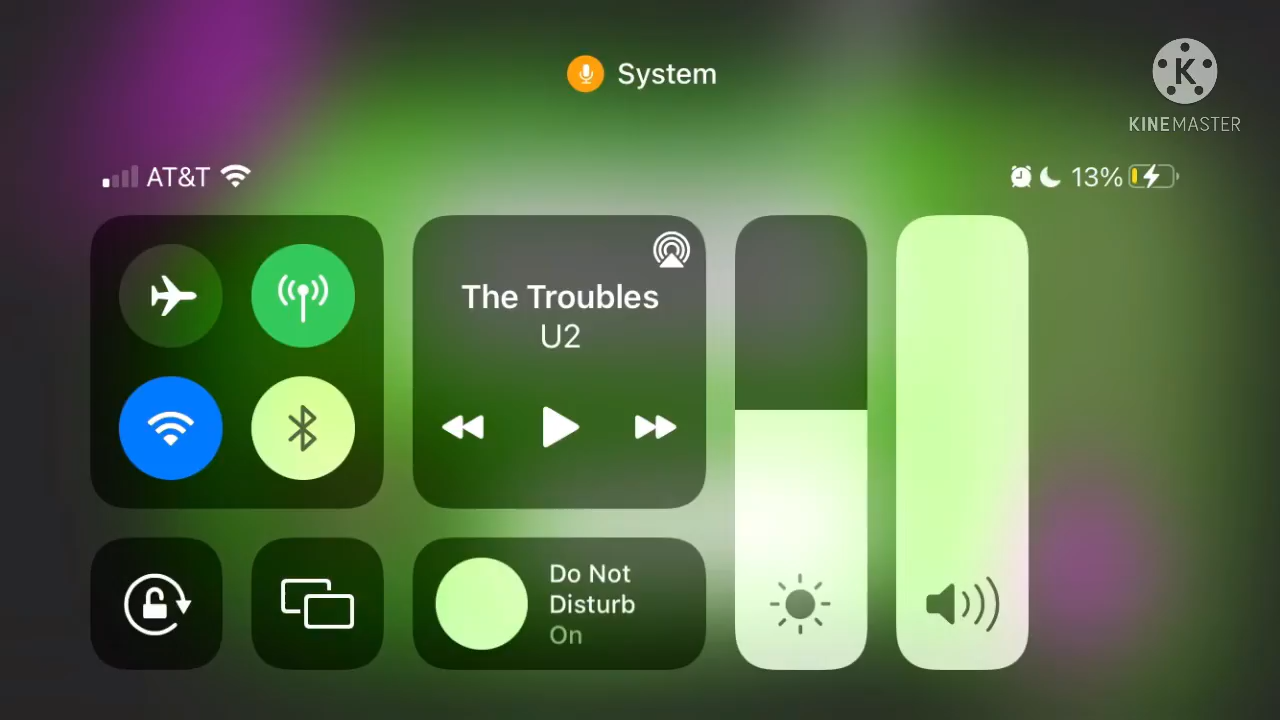 System
K
KINEMASTER
AT&T
13%
The Troubles
U2
Do Not
Disturb
On